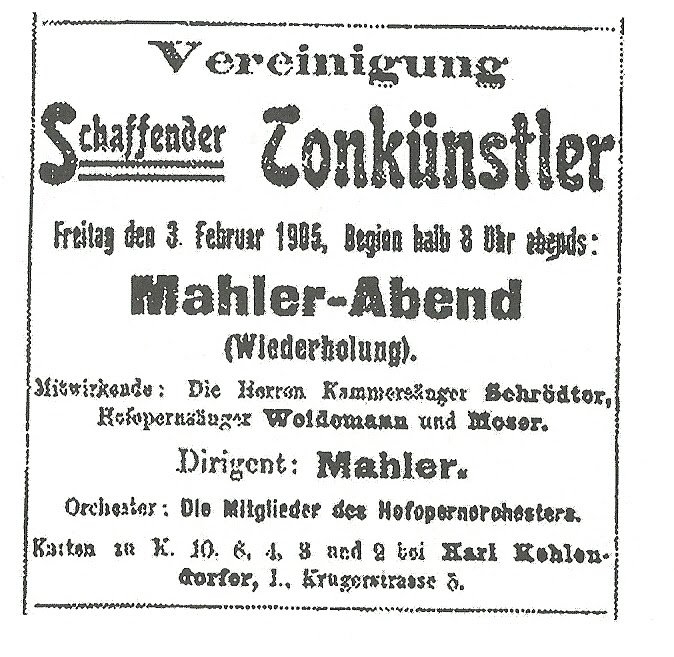 Vereinigung
Schaffender Tonkünstler
Freitag den 3. Februar 1905, Beginn halb 8 Uhr abends:
Mahler-Abend
(Wiederholung).
Mitwirkende: Die Herren Kammersänger Schrödter,
Hofopernsänger Weidemann und Moser.
Dirigent: Mahler.
Orchester: Die Mitglieder des Hofopernorchesters.
Karten zu K. 10, 6, 4, 3 und 2 bei Karl Kehlen-
dorfer, I., Krugerstrasse